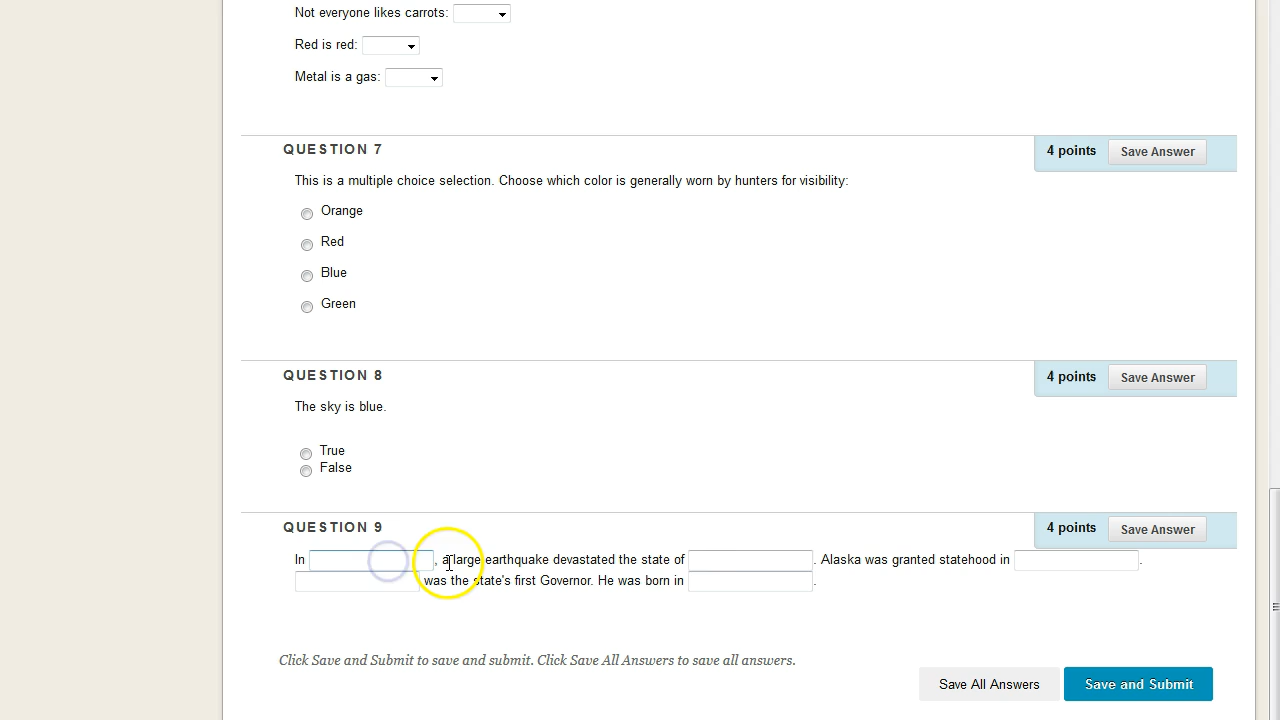 Not everyone likes carrots:
Red is red:
Metal is a gas:
QUESTION 7
4 points
Save Answer
This is a multiple choice selection. Choose which color is generally worn by hunters for visibility:
Orange
Red
Blue
Green
QUESTION 8
4 points
Save Answer
The sky is blue.
True
False
QUESTION 9
4 points
Save Answer
In , a large earthquake devastated the state of . Alaska was granted statehood in .
was the state's first Governor. He was born in .
Click Save and Submit to save and submit. Click Save All Answers to save all answers.
Save All Answers
Save and Submit